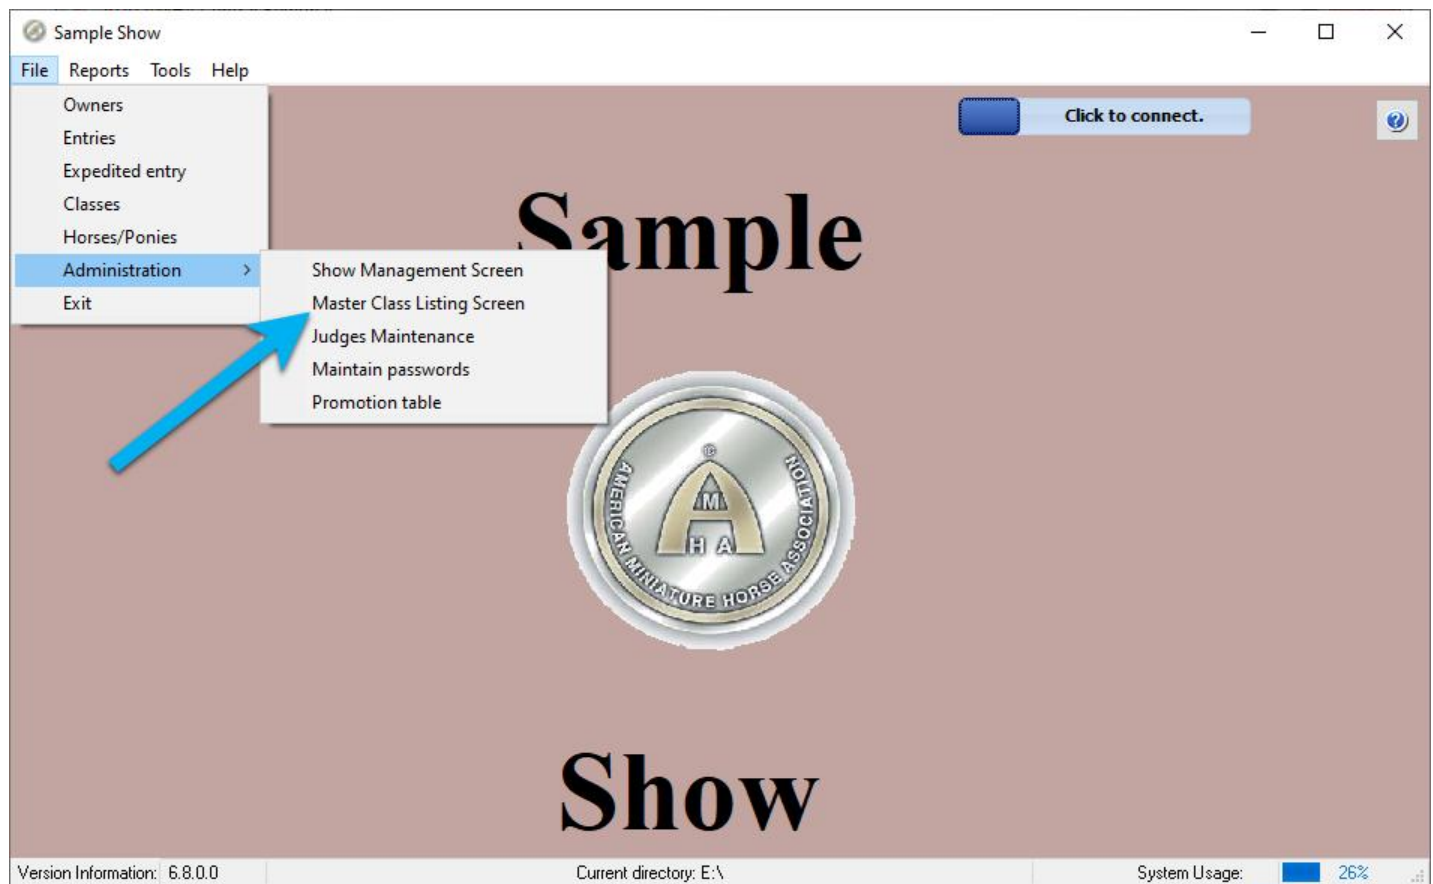 Sample Show
File Reports Tools Help
Owners
Entries
Expedited entry
Classes
Horses/Ponies
Administration >
Exit
Show Management Screen
Master Class Listing Screen
Judges Maintenance
Maintain passwords
Promotion table
Click to connect.
?
Sample
©
AMERICAN MINIATURE HORSE ASSOCIATION
M
H A
Show
Version Information: 6.8.0.0 Current directory: E:\ System Usage: 26%